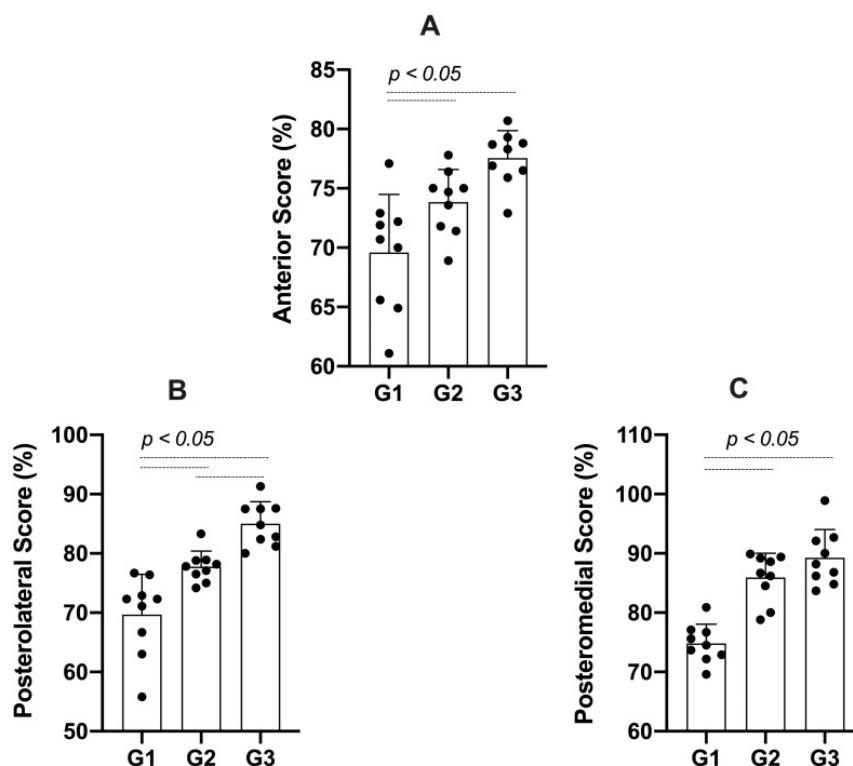 A
Anterior Score (%)
85
80
75
70
65
60
p < 0.05
G1 G2 G3
B
Posterolateral Score (%)
100
90
80
70
60
50
p < 0.05
G1 G2 G3
C
Posteromedial Score (%)
110
100
90
80
70
60
p < 0.05
G1 G2 G3